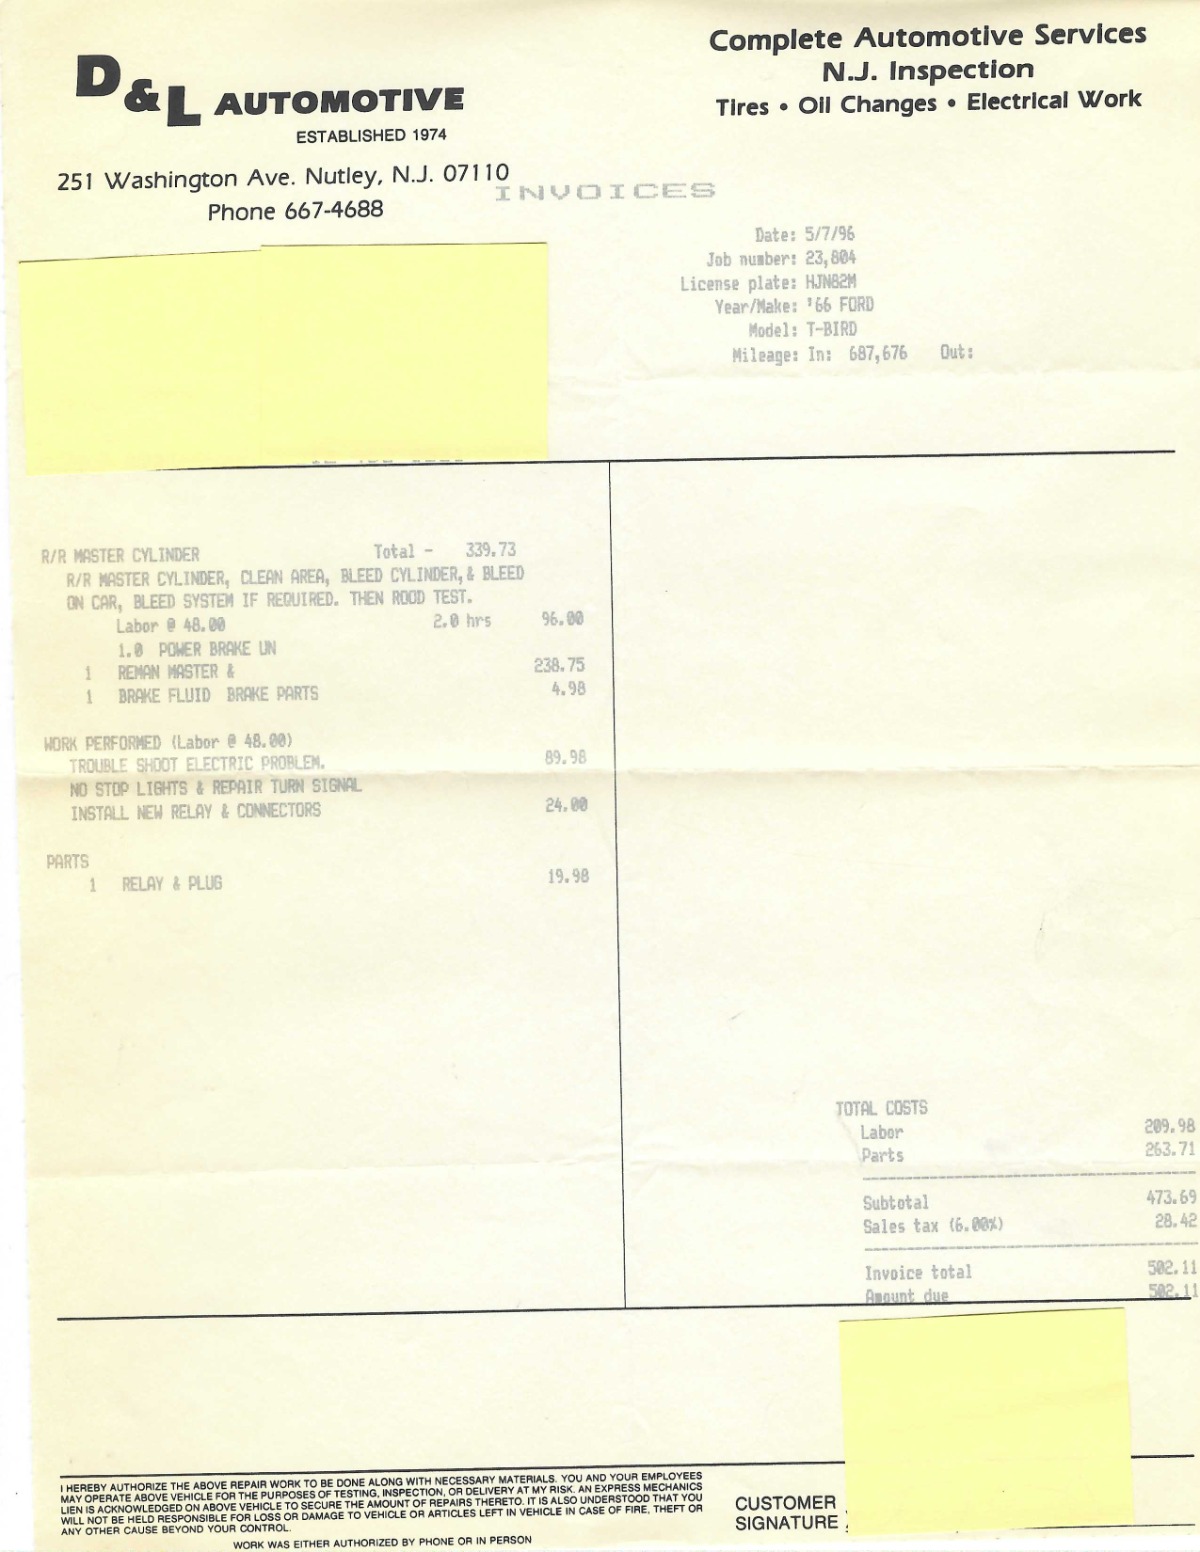 D&L AUTOMOTIVE
ESTABLISHED 1974
251 Washington Ave. Nutley, N.J. 07110
Phone 667-4688
Complete Automotive Services
N.J. Inspection
Tires • Oil Changes • Electrical Work
INVOICES
Date: 5/7/96
Job number: 23,804
License plate: HJN82M
Year/Make: '66 FORD
Model: T-BIRD
Mileage: In: 687,676 Out:
R/R MASTER CYLINDER Total - 339.73
R/R MASTER CYLINDER, CLEAN AREA, BLEED CYLINDER,& BLEED
ON CAR, BLEED SYSTEM IF REQUIRED. THEN ROOD TEST.
Labor @ 48.00 2.0 hrs 96.00
1.0 POWER BRAKE UN
1 REMAN MASTER & 238.75
1 BRAKE FLUID BRAKE PARTS 4.98
WORK PERFORMED (Labor @ 48.00)
TROUBLE SHOOT ELECTRIC PROBLEM. 89.98
NO STOP LIGHTS & REPAIR TURN SIGNAL
INSTALL NEW RELAY & CONNECTORS 24.00
PARTS
1 RELAY & PLUG 19.98
TOTAL COSTS
Labor 209.98
Parts 263.71
Subtotal 473.69
Sales tax (6.00%) 28.42
Invoice total 502.11
Amount due 502.11
I HEREBY AUTHORIZE THE ABOVE REPAIR WORK TO BE DONE ALONG WITH NECESSARY MATERIALS. YOU AND YOUR EMPLOYEES
MAY OPERATE ABOVE VEHICLE FOR THE PURPOSES OF TESTING, INSPECTION, OR DELIVERY AT MY RISK. AN EXPRESS MECHANICS
LIEN IS ACKNOWLEDGED ON ABOVE VEHICLE TO SECURE THE AMOUNT OF REPAIRS THERETO. IT IS ALSO UNDERSTOOD THAT YOU
WILL NOT BE HELD RESPONSIBLE FOR LOSS OR DAMAGE TO VEHICLE OR ARTICLES LEFT IN VEHICLE IN CASE OF FIRE, THEFT OR
ANY OTHER CAUSE BEYOND YOUR CONTROL.
WORK WAS EITHER AUTHORIZED BY PHONE OR IN PERSON
CUSTOMER
SIGNATURE